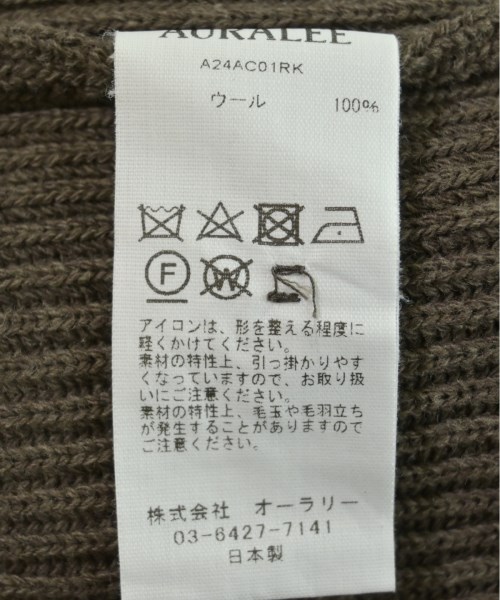 AURALEE
A24AC01RK
ウール 100%
F W
アイコンは、形を整える程度に
軽くかけてください。
素材の特性上、引っ掛かりやす
くなっていますので、お取り扱
いにご注意ください。
素材の特性上、毛玉や毛羽立ち
が発生することがありますので
ご注意ください。
株式会社 オーラリー
03-6427-7141
日本製